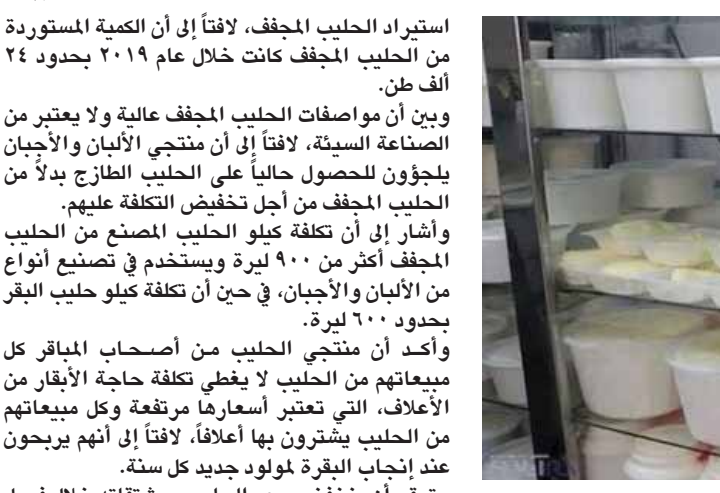 استيراد الحليب المجفف، لافتاً إلى أن الكمية المستوردة
من الحليب المجفف كانت خلال عام ٢٠١٩ بحدود ٢٤
ألف طن.
وبين أن مواصفات الحليب المجفف عالية ولا يعتبر من
الصناعة السيئة، لافتاً إلى أن منتجي الألبان والأجبان
يلجؤون للحصول حالياً على الحليب الطازج بدلاً من
الحليب المجفف من أجل تخفيض التكلفة عليهم.
وأشار إلى أن تكلفة كيلو الحليب المصنع من الحليب
المجفف أكثر من ٩٠٠ ليرة ويستخدم في تصنيع أنواع
من الألبان والأجبان، في حين أن تكلفة كيلو حليب البقر
بحدود ٦٠٠ ليرة.
وأكد أن منتجي الحليب من أصحاب المباقر كل
مبيعاتهم من الحليب لا يغطي تكلفة حاجة الأبقار من
الأعلاف، التي تعتبر أسعارها مرتفعة وكل مبيعاتهم
من الحليب يشترون بها أعلافاً، لافتاً إلى أنهم يربحون
عند إنجاب البقرة لمولود جديد كل سنة.